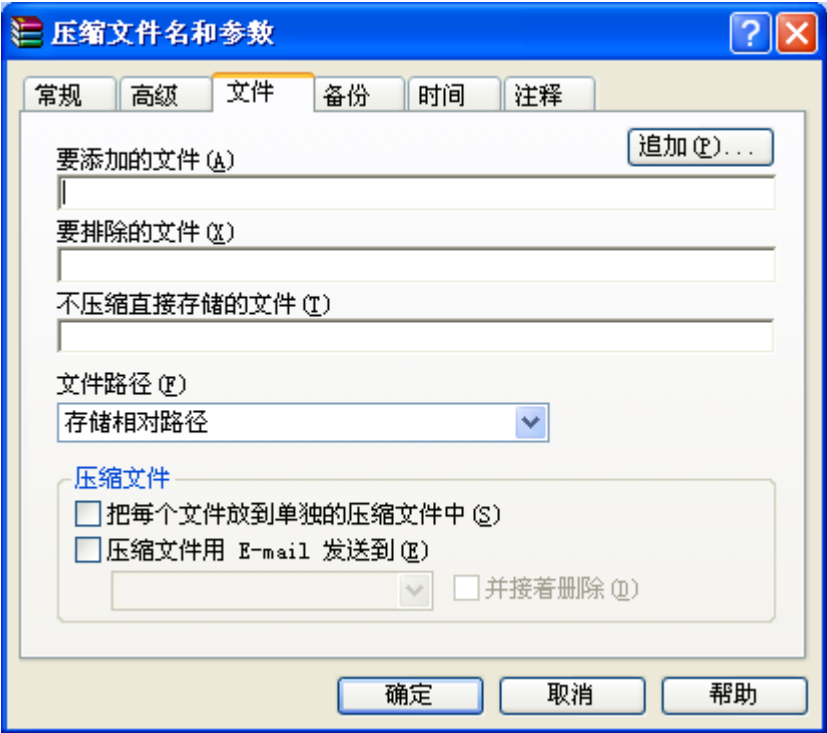 压缩文件名和参数
常规 高级 文件 备份 时间 注释
追加(P)...
要添加的文件(A)
要排除的文件(X)
不压缩直接存储的文件(T)
文件路径(F)
存储相对路径
压缩文件
把每个文件放到单独的压缩文件中(S)
压缩文件用 E-mail 发送到(E)
并接着删除(D)
确定 取消 帮助